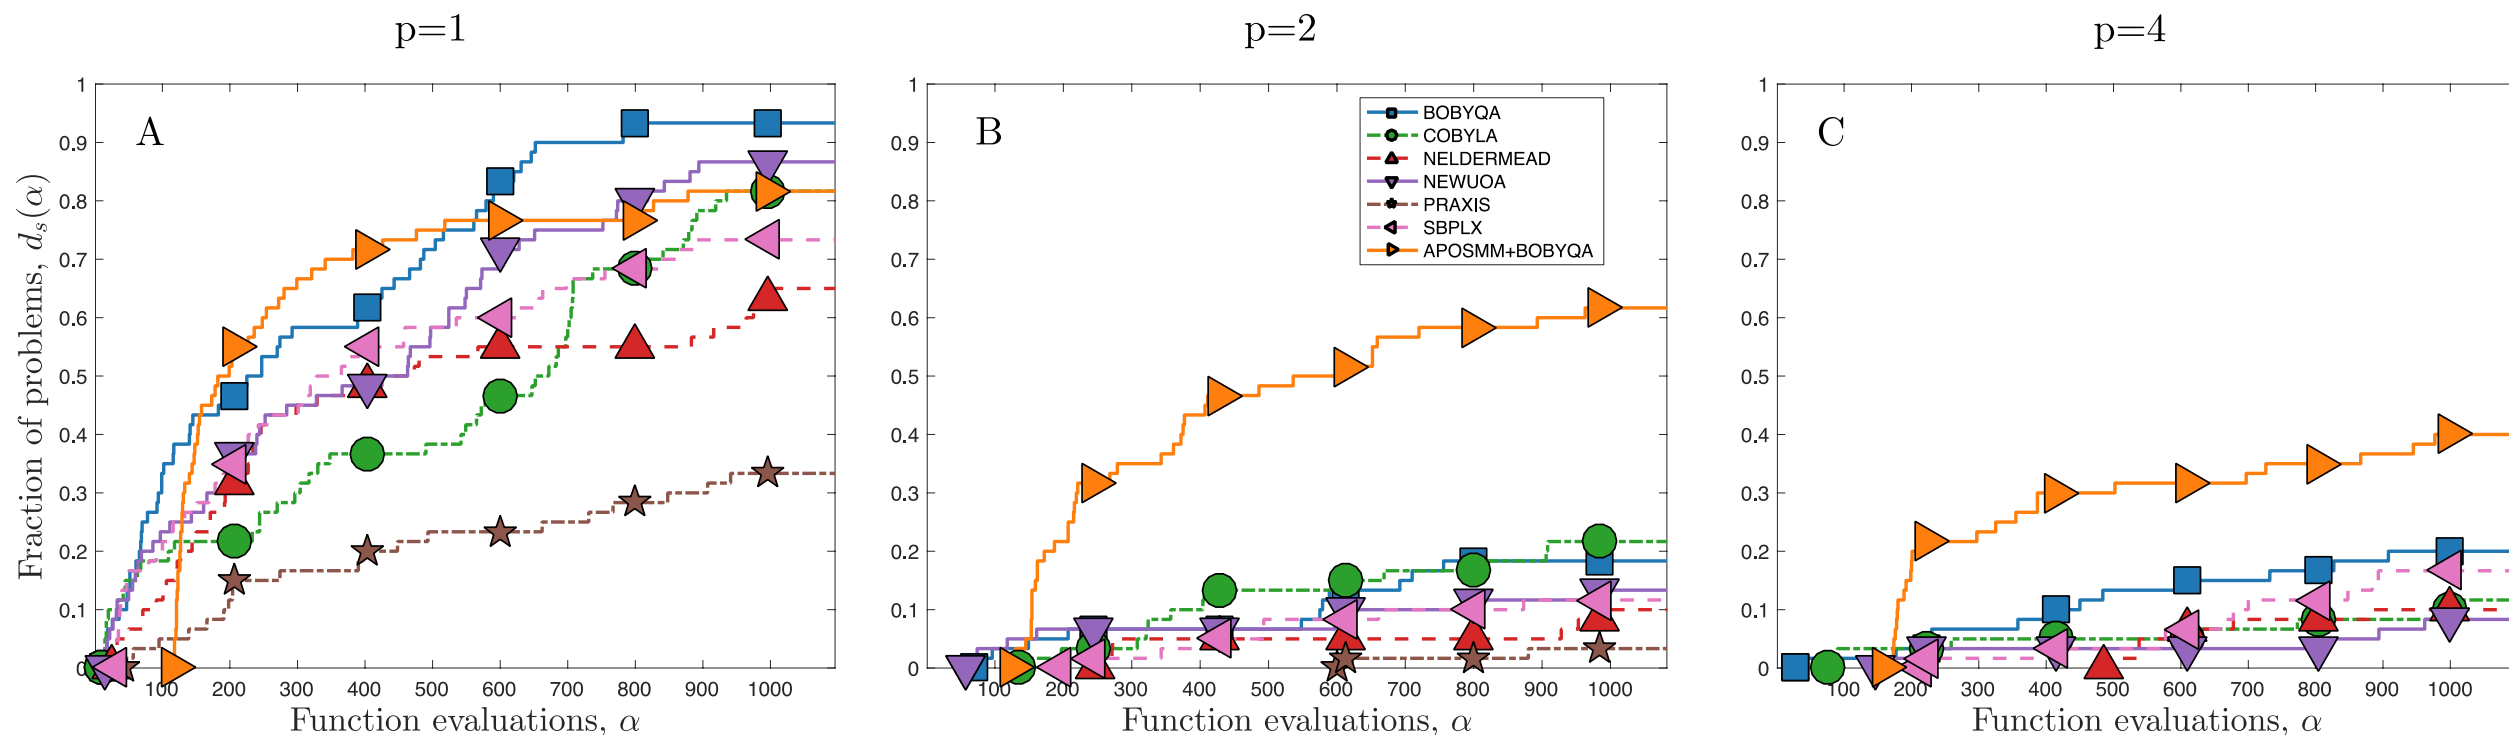 p=1
p=2
p=4
Fraction of problems, d_s(α)
1
0.9
0.8
0.7
0.6
0.5
0.4
0.3
0.2
0.1
0
A
100 200 300 400 500 600 700 800 900 1000
Function evaluations, α
1
0.9
0.8
0.7
0.6
0.5
0.4
0.3
0.2
0.1
0
B
BOBYQA
COBYLA
NELDERMEAD
NEWUOA
PRAXIS
SBPLX
APOSMM+BOBYQA
100 200 300 400 500 600 700 800 900 1000
Function evaluations, α
1
0.9
0.8
0.7
0.6
0.5
0.4
0.3
0.2
0.1
0
C
100 200 300 400 500 600 700 800 900 1000
Function evaluations, α